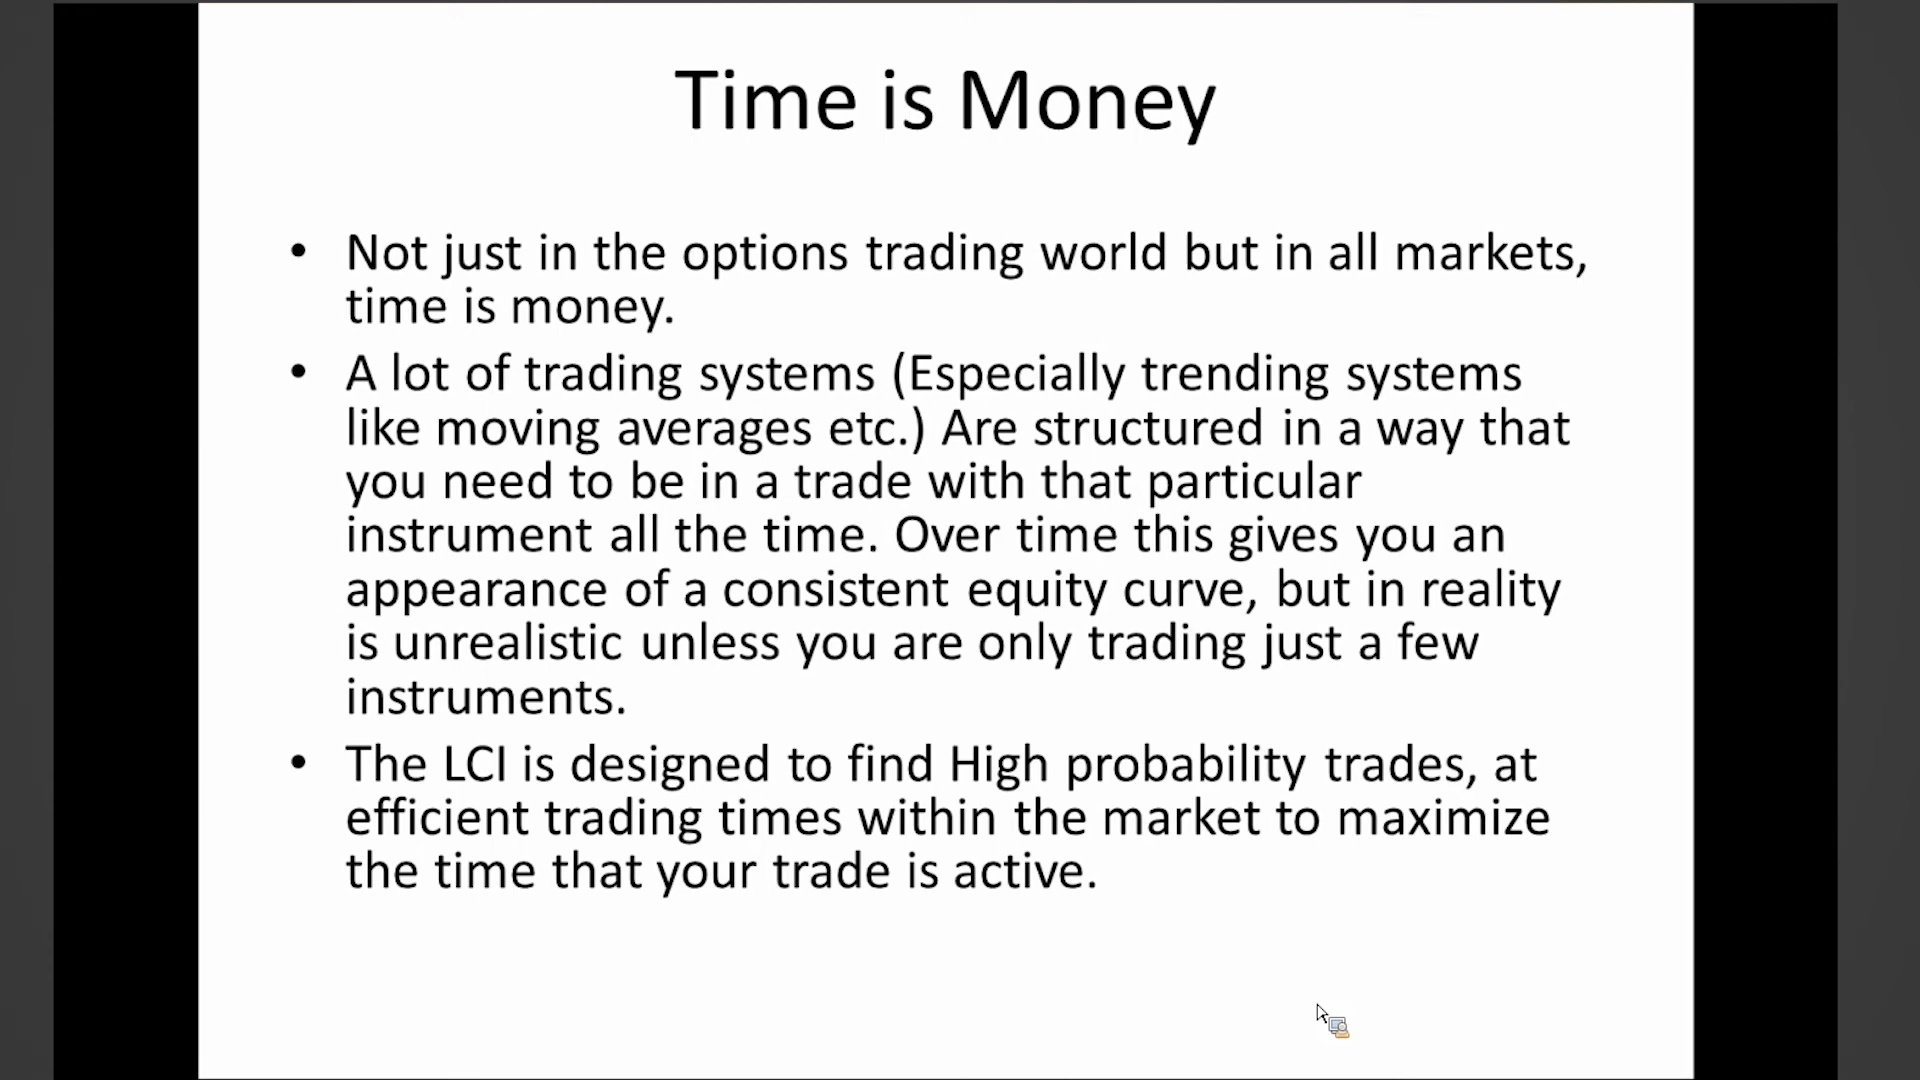 Time is Money
• Not just in the options trading world but in all markets,
time is money.
• A lot of trading systems (Especially trending systems
like moving averages etc.) Are structured in a way that
you need to be in a trade with that particular
instrument all the time. Over time this gives you an
appearance of a consistent equity curve, but in reality
is unrealistic unless you are only trading just a few
instruments.
• The LCI is designed to find High probability trades, at
efficient trading times within the market to maximize
the time that your trade is active.